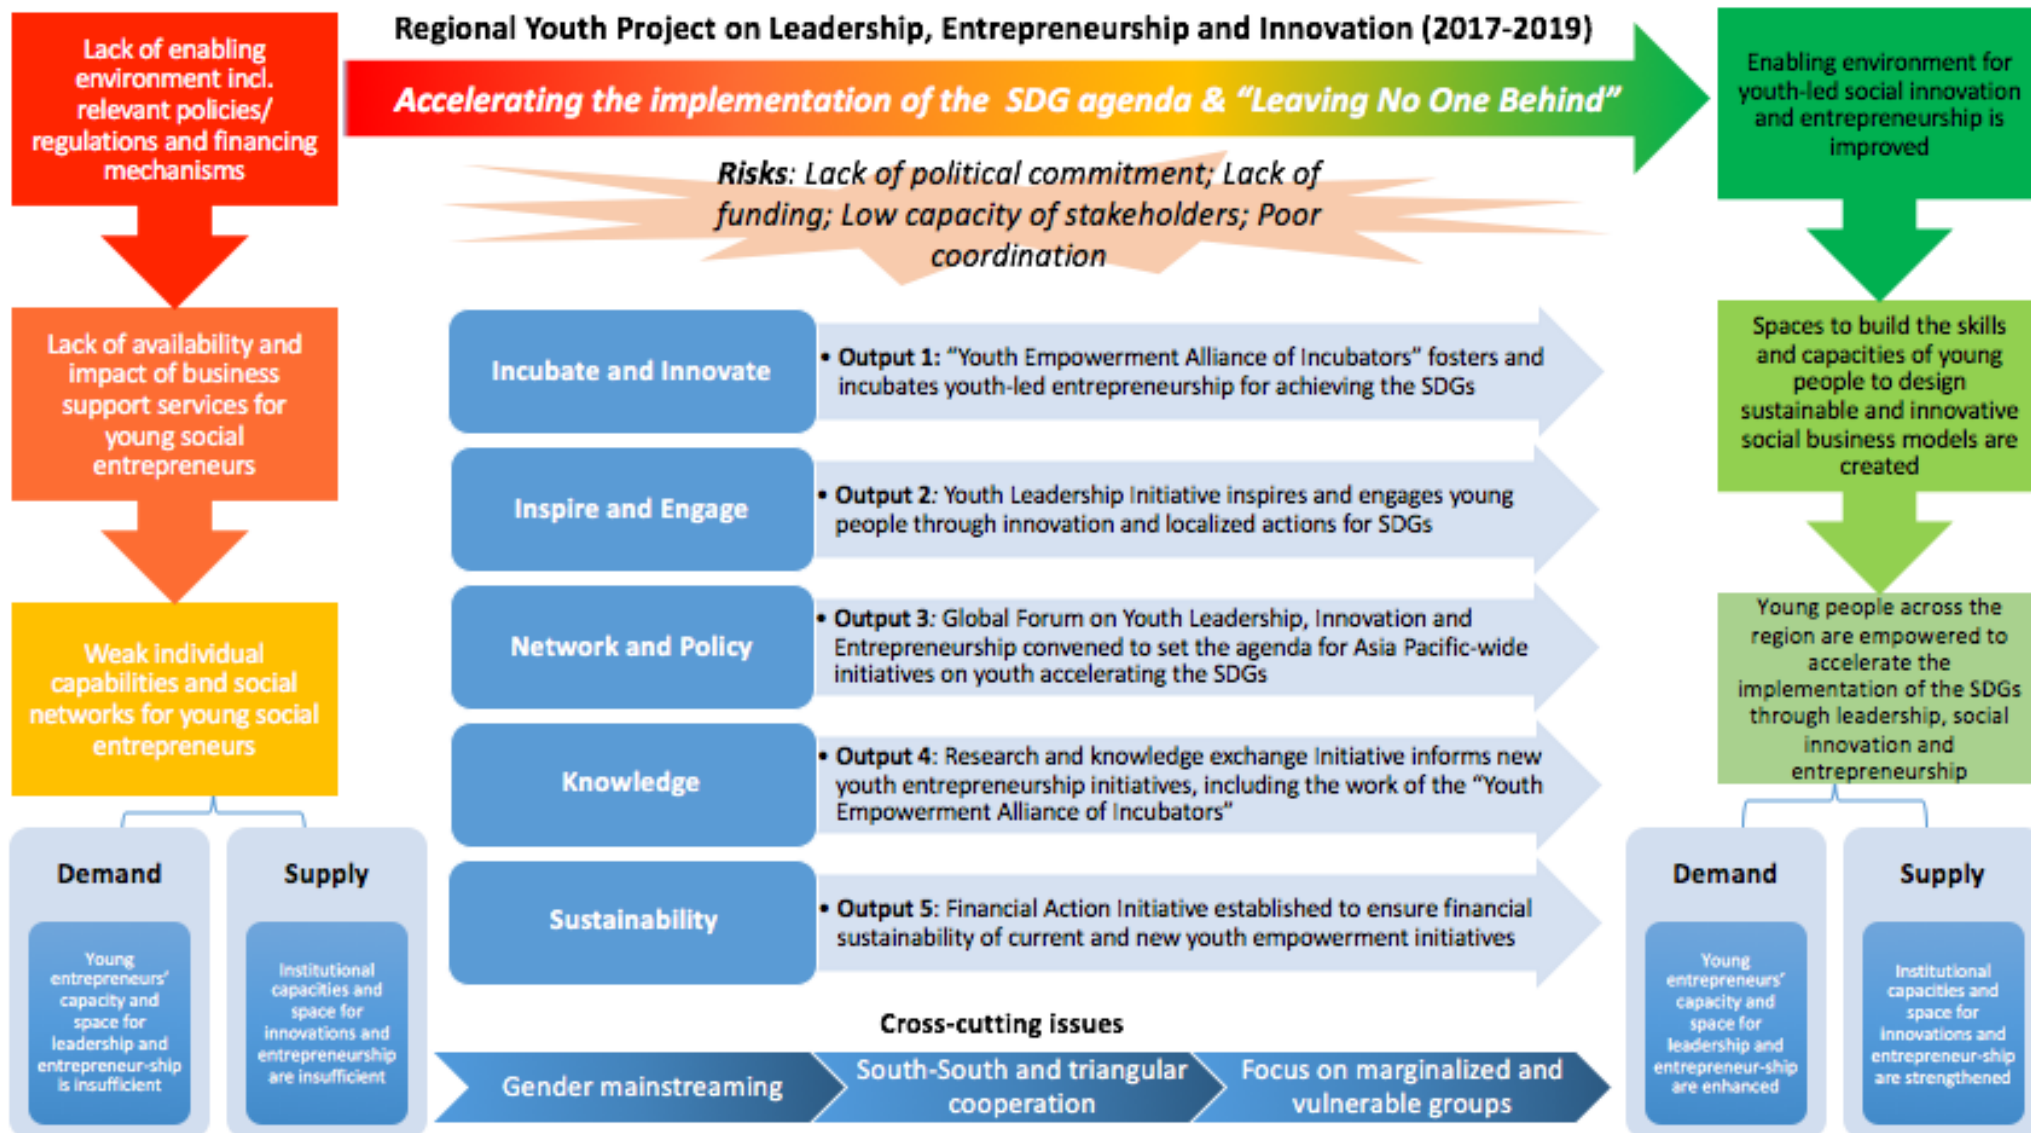 Regional Youth Project on Leadership, Entrepreneurship and Innovation (2017-2019)
Accelerating the implementation of the SDG agenda & “Leaving No One Behind”
Risks: Lack of political commitment; Lack of
funding; Low capacity of stakeholders; Poor
coordination
Lack of enabling
environment incl.
relevant policies/
regulations and financing
mechanisms
Lack of availability and
impact of business
support services for
young social
entrepreneurs
Weak individual
capabilities and social
networks for young social
entrepreneurs
Demand
Young
entrepreneurs’
capacity and
space for
leadership and
entrepreneur-ship
is insufficient
Supply
Institutional
capacities and
space for
innovations and
entrepreneurship
are insufficient
Incubate and Innovate
• Output 1: “Youth Empowerment Alliance of Incubators” fosters and
incubates youth-led entrepreneurship for achieving the SDGs
Inspire and Engage
• Output 2: Youth Leadership Initiative inspires and engages young
people through innovation and localized actions for SDGs
Network and Policy
• Output 3: Global Forum on Youth Leadership, Innovation and
Entrepreneurship convened to set the agenda for Asia Pacific-wide
initiatives on youth accelerating the SDGs
Knowledge
• Output 4: Research and knowledge exchange Initiative informs new
youth entrepreneurship initiatives, including the work of the “Youth
Empowerment Alliance of Incubators”
Sustainability
• Output 5: Financial Action Initiative established to ensure financial
sustainability of current and new youth empowerment initiatives
Cross-cutting issues
Gender mainstreaming
South-South and triangular
cooperation
Focus on marginalized and
vulnerable groups
Enabling environment for
youth-led social innovation
and entrepreneurship is
improved
Spaces to build the skills
and capacities of young
people to design
sustainable and innovative
social business models are
created
Young people across the
region are empowered to
accelerate the
implementation of the SDGs
through leadership, social
innovation and
entrepreneurship
Demand
Young
entrepreneurs’
capacity and
space for
leadership and
entrepreneur-ship
are enhanced
Supply
Institutional
capacities and
space for
innovations and
entrepreneur-ship
are strengthened